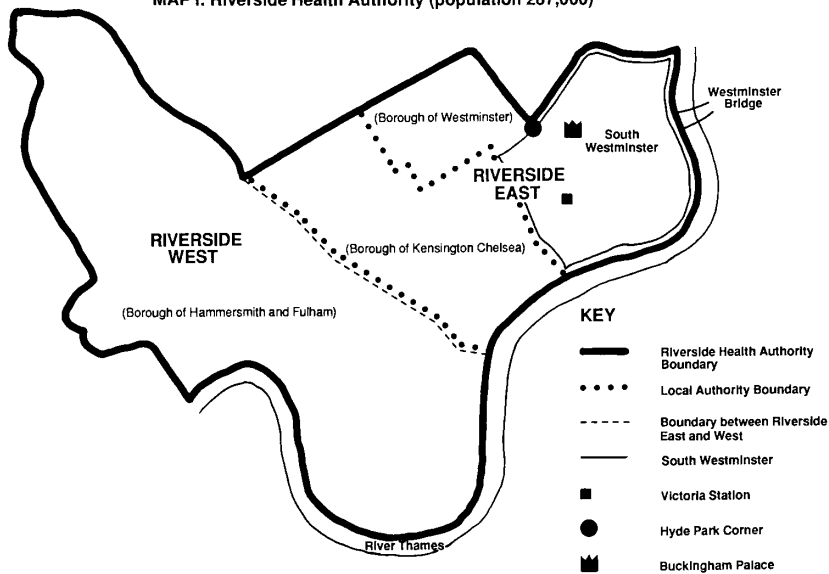 MAP 1. Riverside Health Authority (population 287,000)
(Borough of Westminster)
Westminster
Bridge
South
Westminster
RIVERSIDE
EAST
RIVERSIDE
WEST
(Borough of Kensington Chelsea)
(Borough of Hammersmith and Fulham)
River Thames
KEY
Riverside Health Authority
Boundary
Local Authority Boundary
Boundary between Riverside
East and West
South Westminster
Victoria Station
Hyde Park Corner
Buckingham Palace